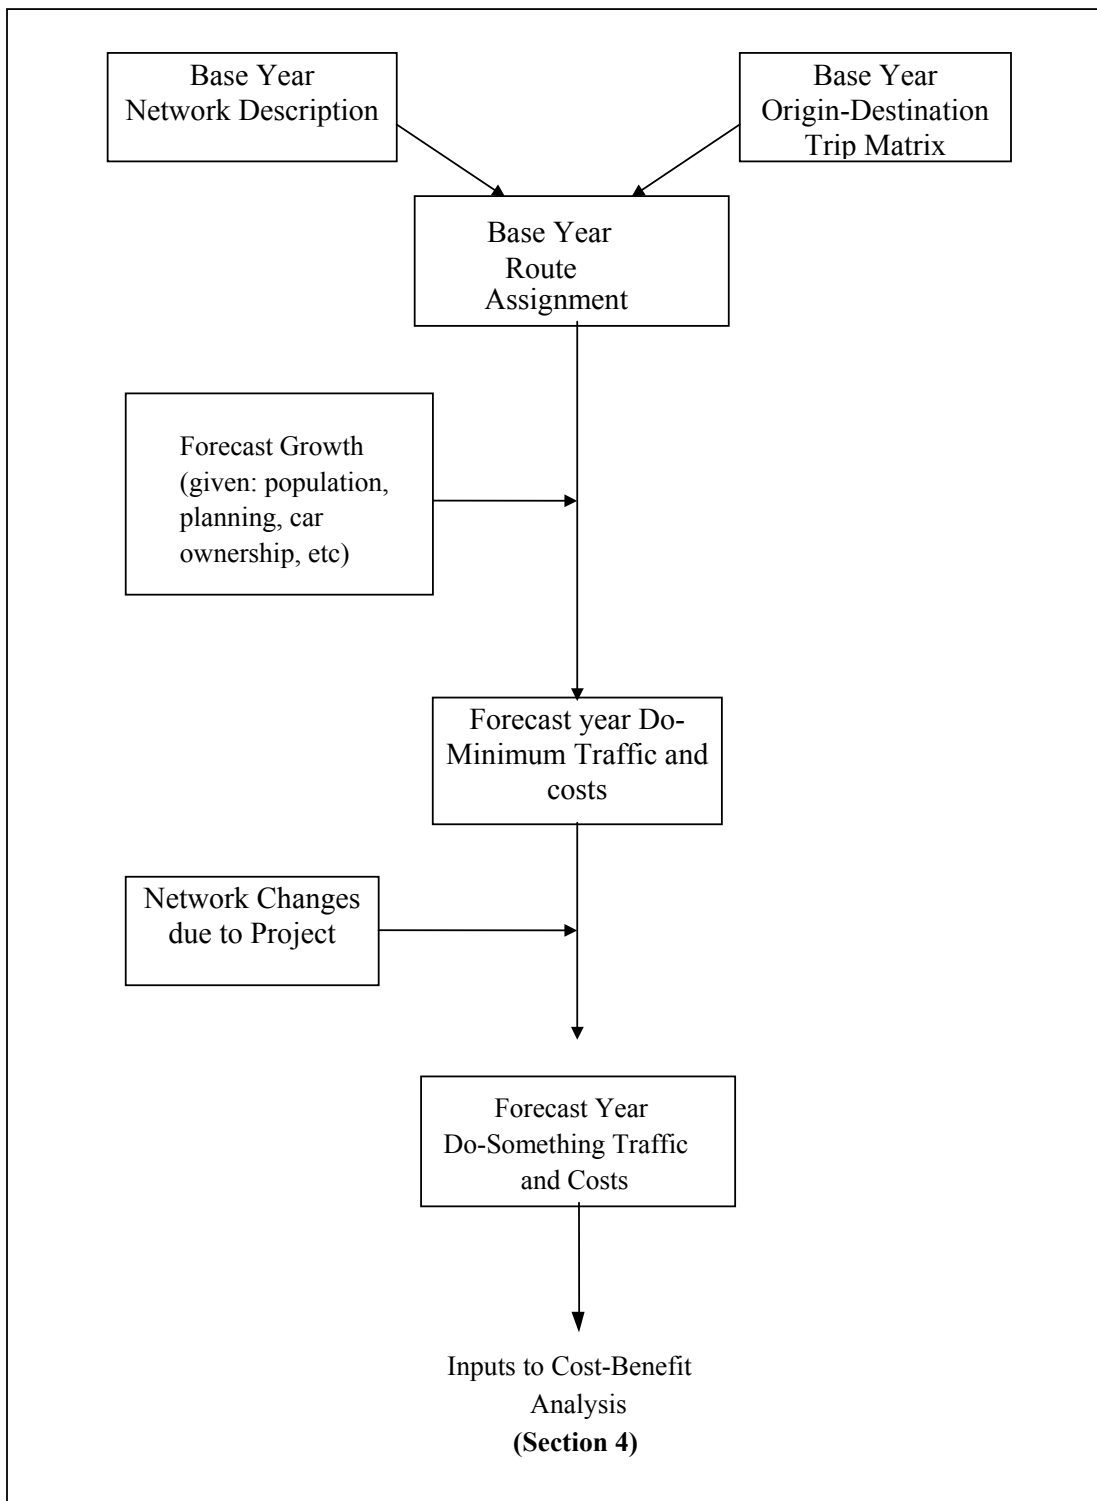 Base Year
Network Description
Base Year
Origin-Destination
Trip Matrix
Base Year
Route
Assignment
Forecast Growth
(given: population,
planning, car
ownership, etc)
Forecast year Do-
Minimum Traffic and
costs
Network Changes
due to Project
Forecast Year
Do-Something Traffic
and Costs
Inputs to Cost-Benefit
Analysis
(Section 4)